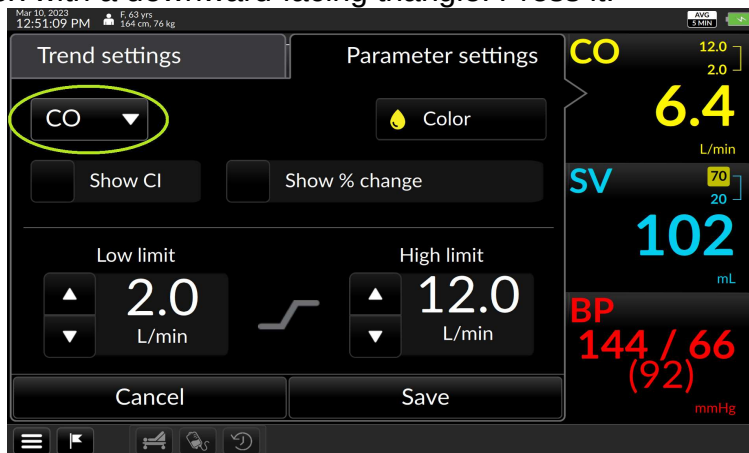 Mar 10, 2023
12:51:09 PM
F, 63 yrs
164 cm, 76 kg
AVG
5 MIN
Trend settings
Parameter settings
CO
Color
Show CI
Show % change
Low limit
High limit
2.0
L/min
12.0
L/min
Cancel
Save
CO
12.0
2.0
6.4
L/min
SV
70
20
102
mL
BP
144 / 66
(92)
mmHg